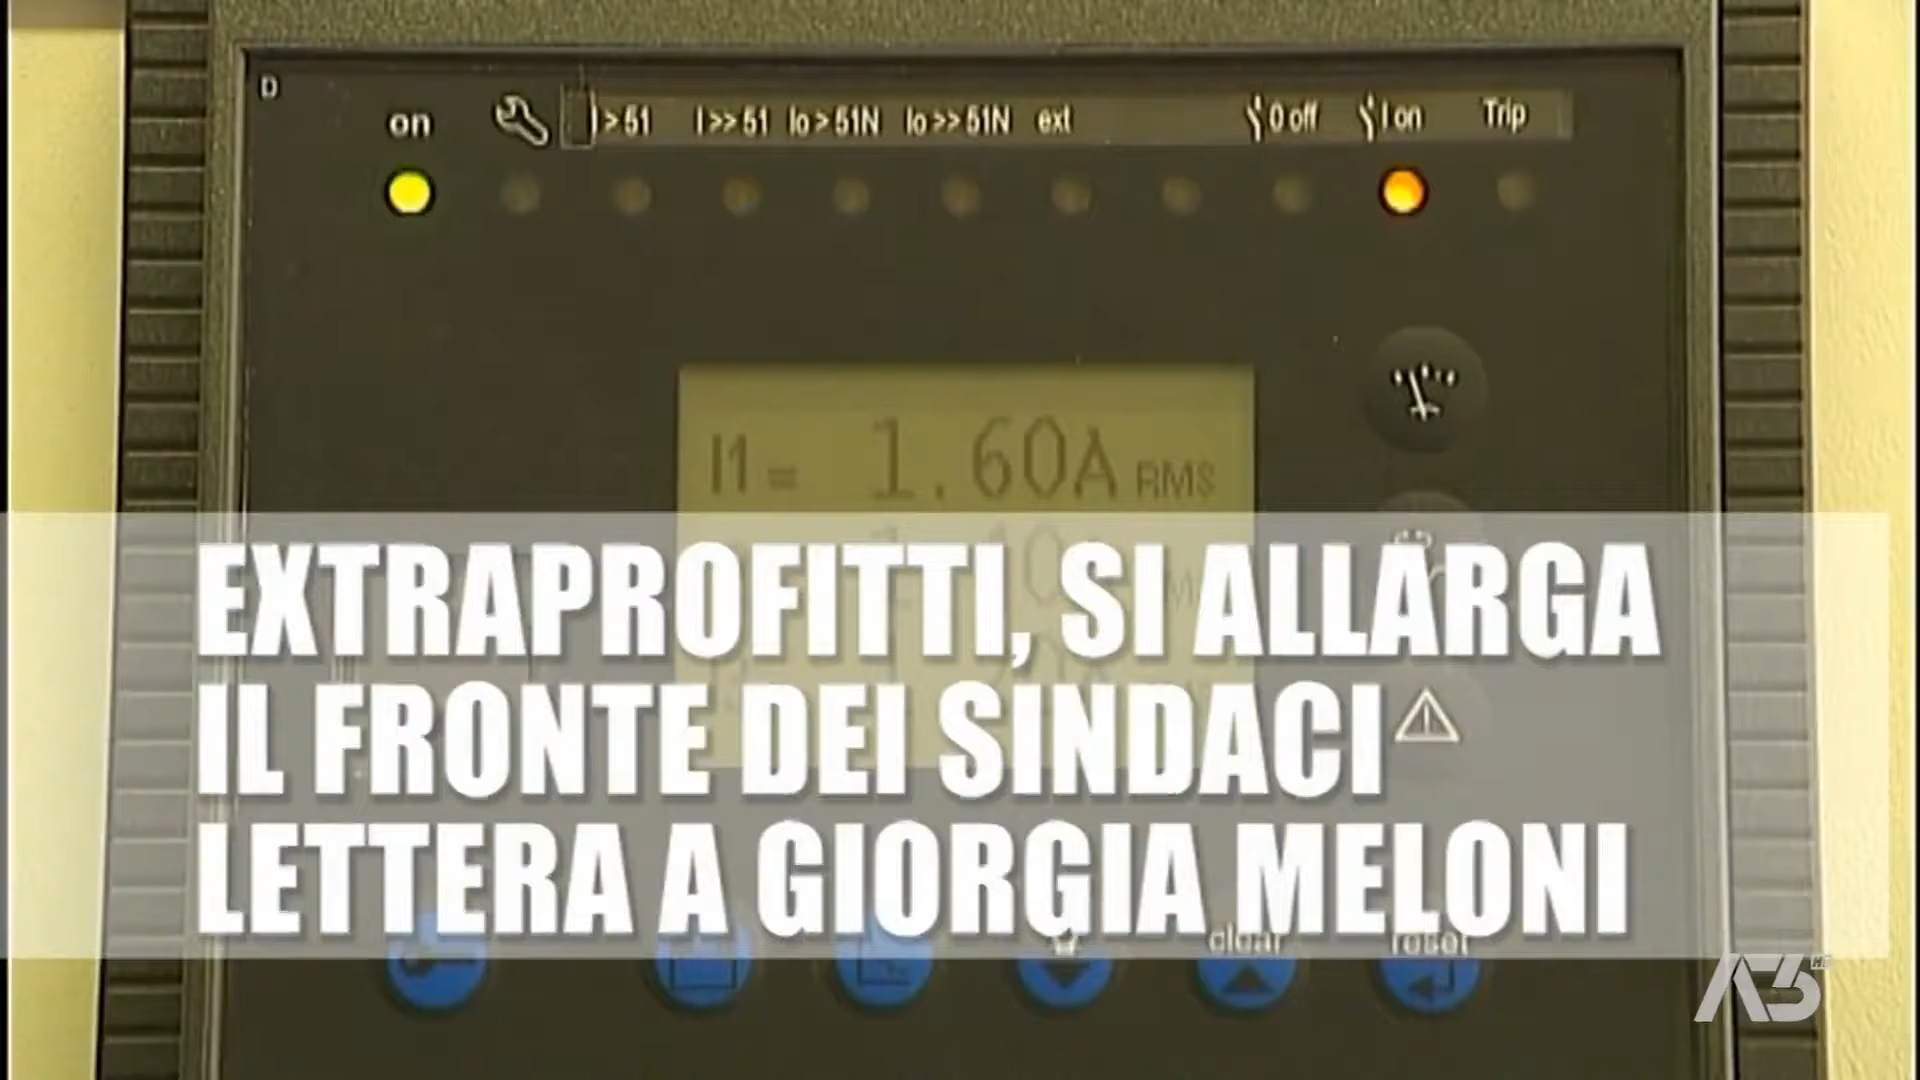 D
on
I>51 I>>51 Io>51N Io>>51N ext 0 off I on Trip
I1 = 1.60A RMS
EXTRAPROFITTI, SI ALLARGA
IL FRONTE DEI SINDACI
LETTERA A GIORGIA MELONI
clear reset